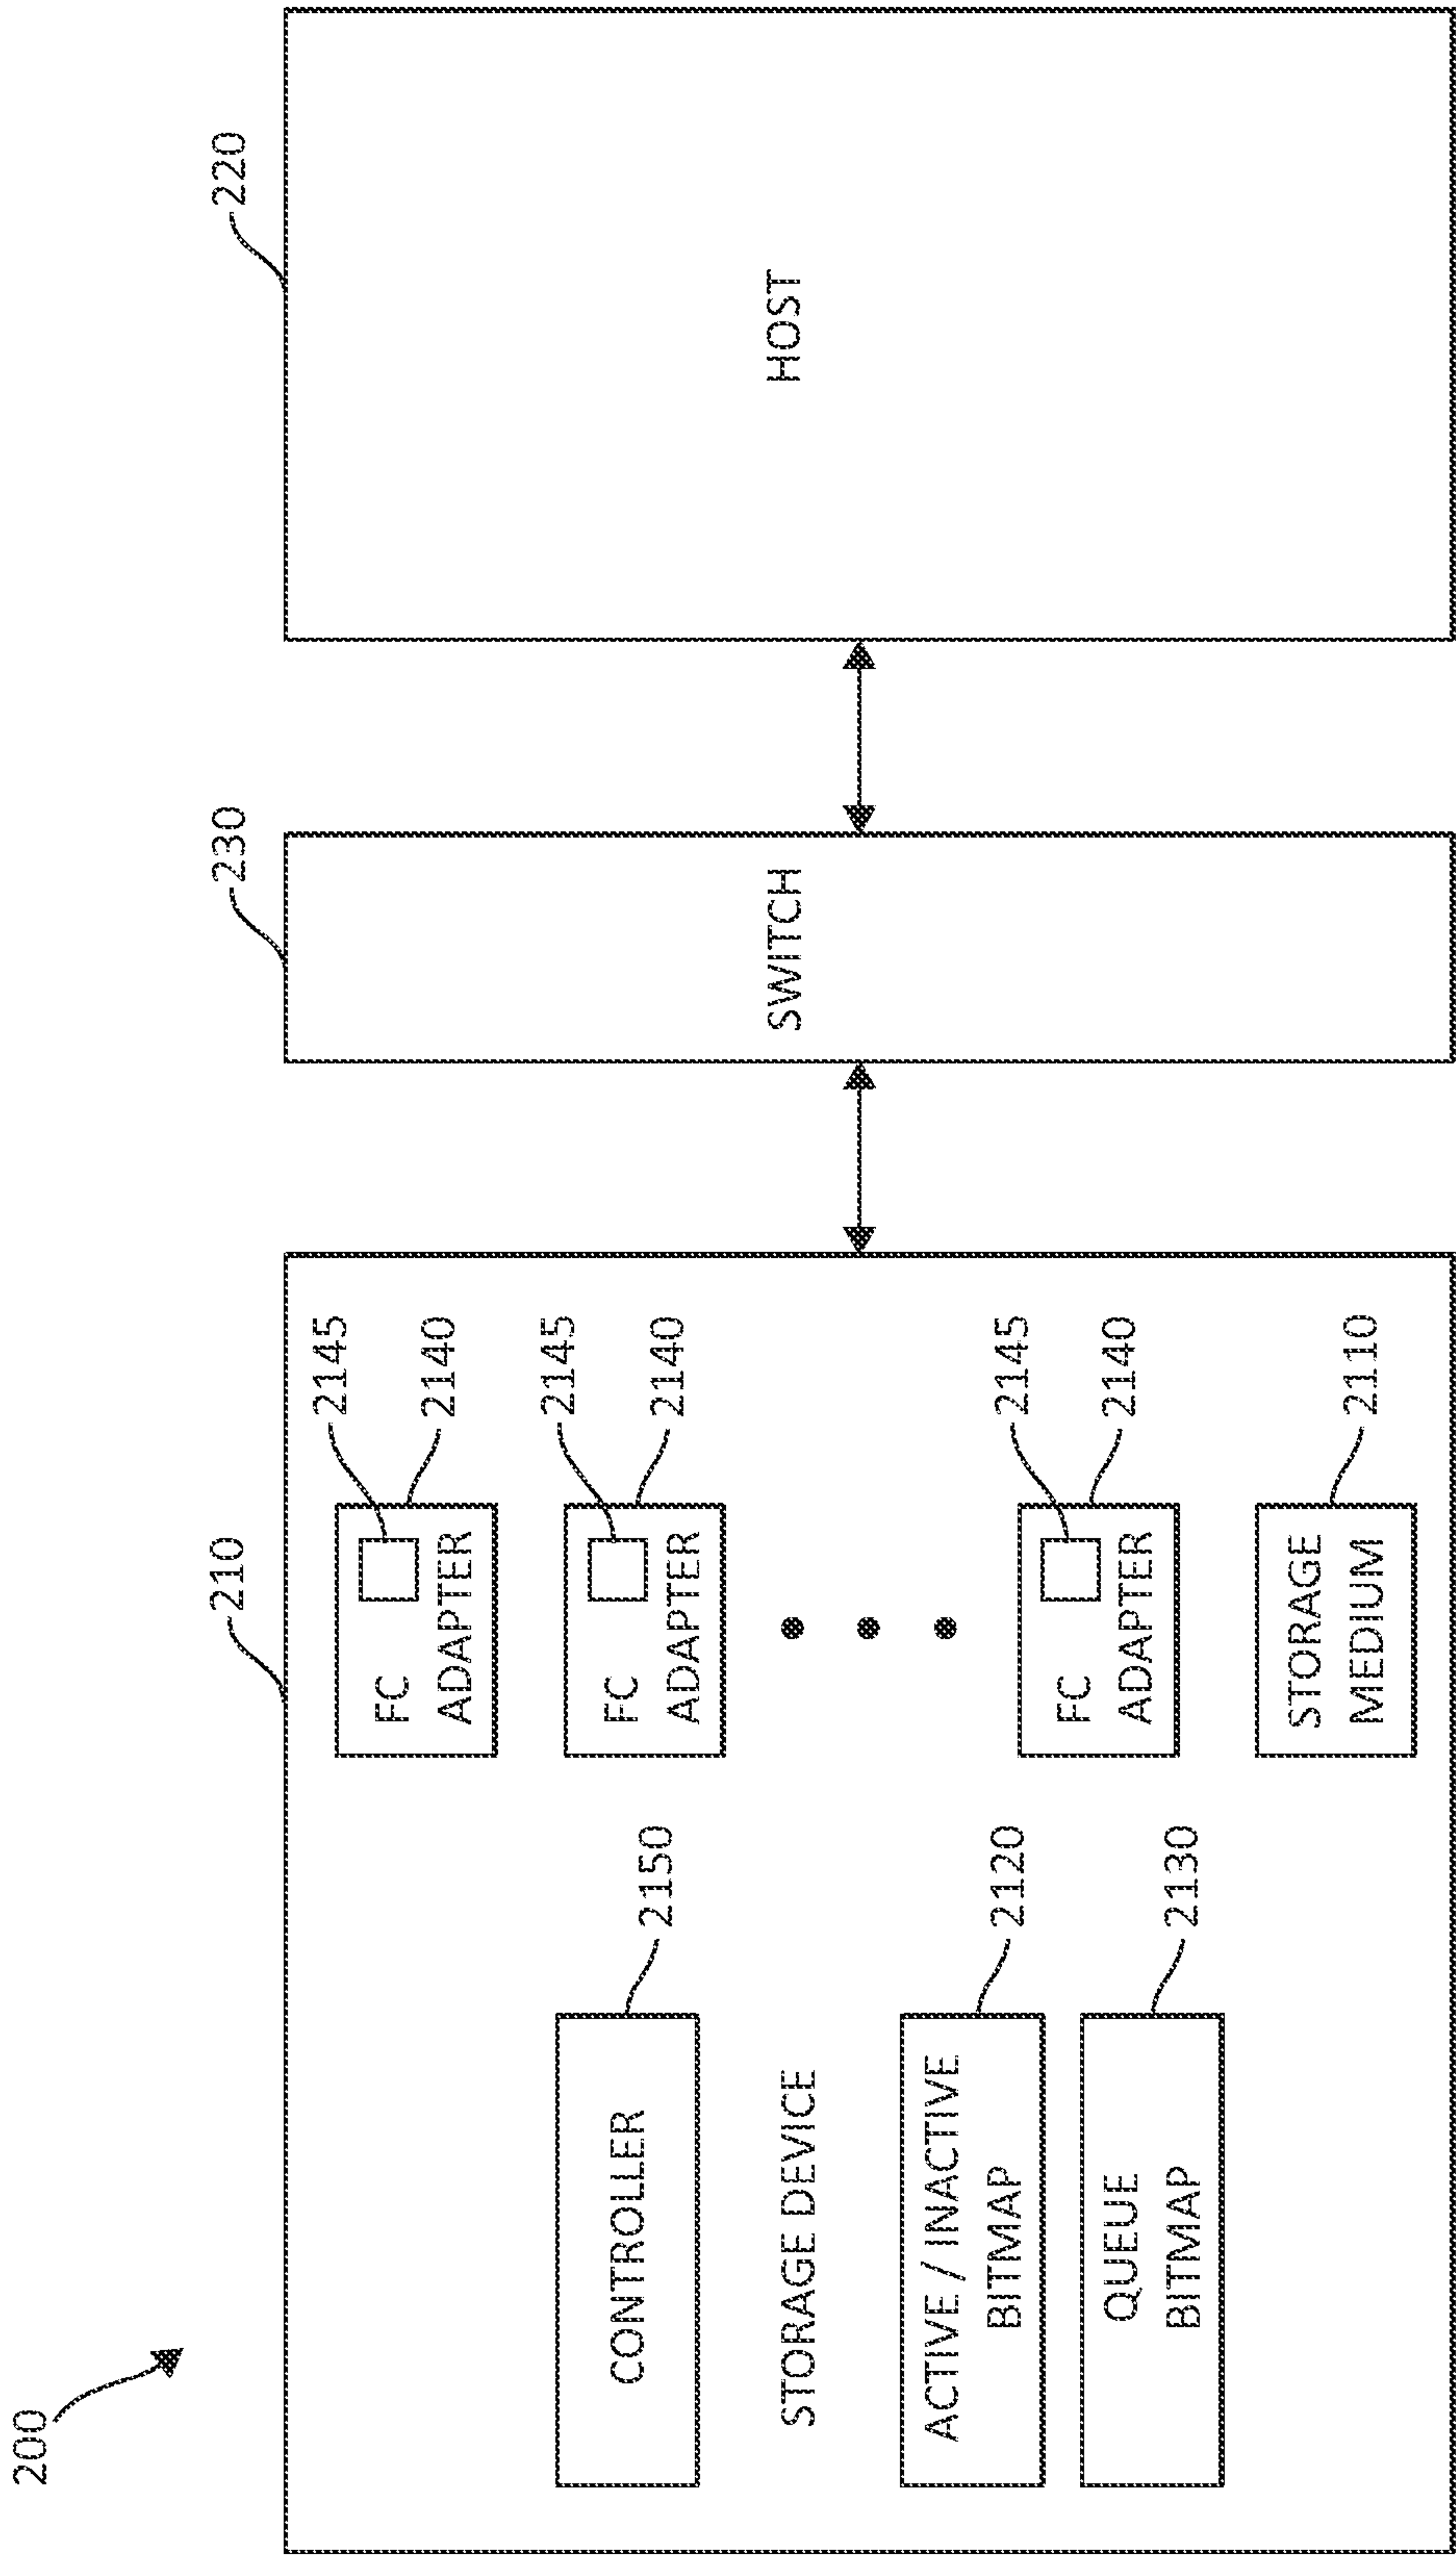 200
210
230
220
2145
FC
ADAPTER
2140
2145
FC
ADAPTER
2140
CONTROLLER
2150
STORAGE DEVICE
SWITCH
HOST
ACTIVE / INACTIVE
BITMAP
2120
2145
FC
ADAPTER
2140
QUEUE
BITMAP
2130
STORAGE
MEDIUM
2110